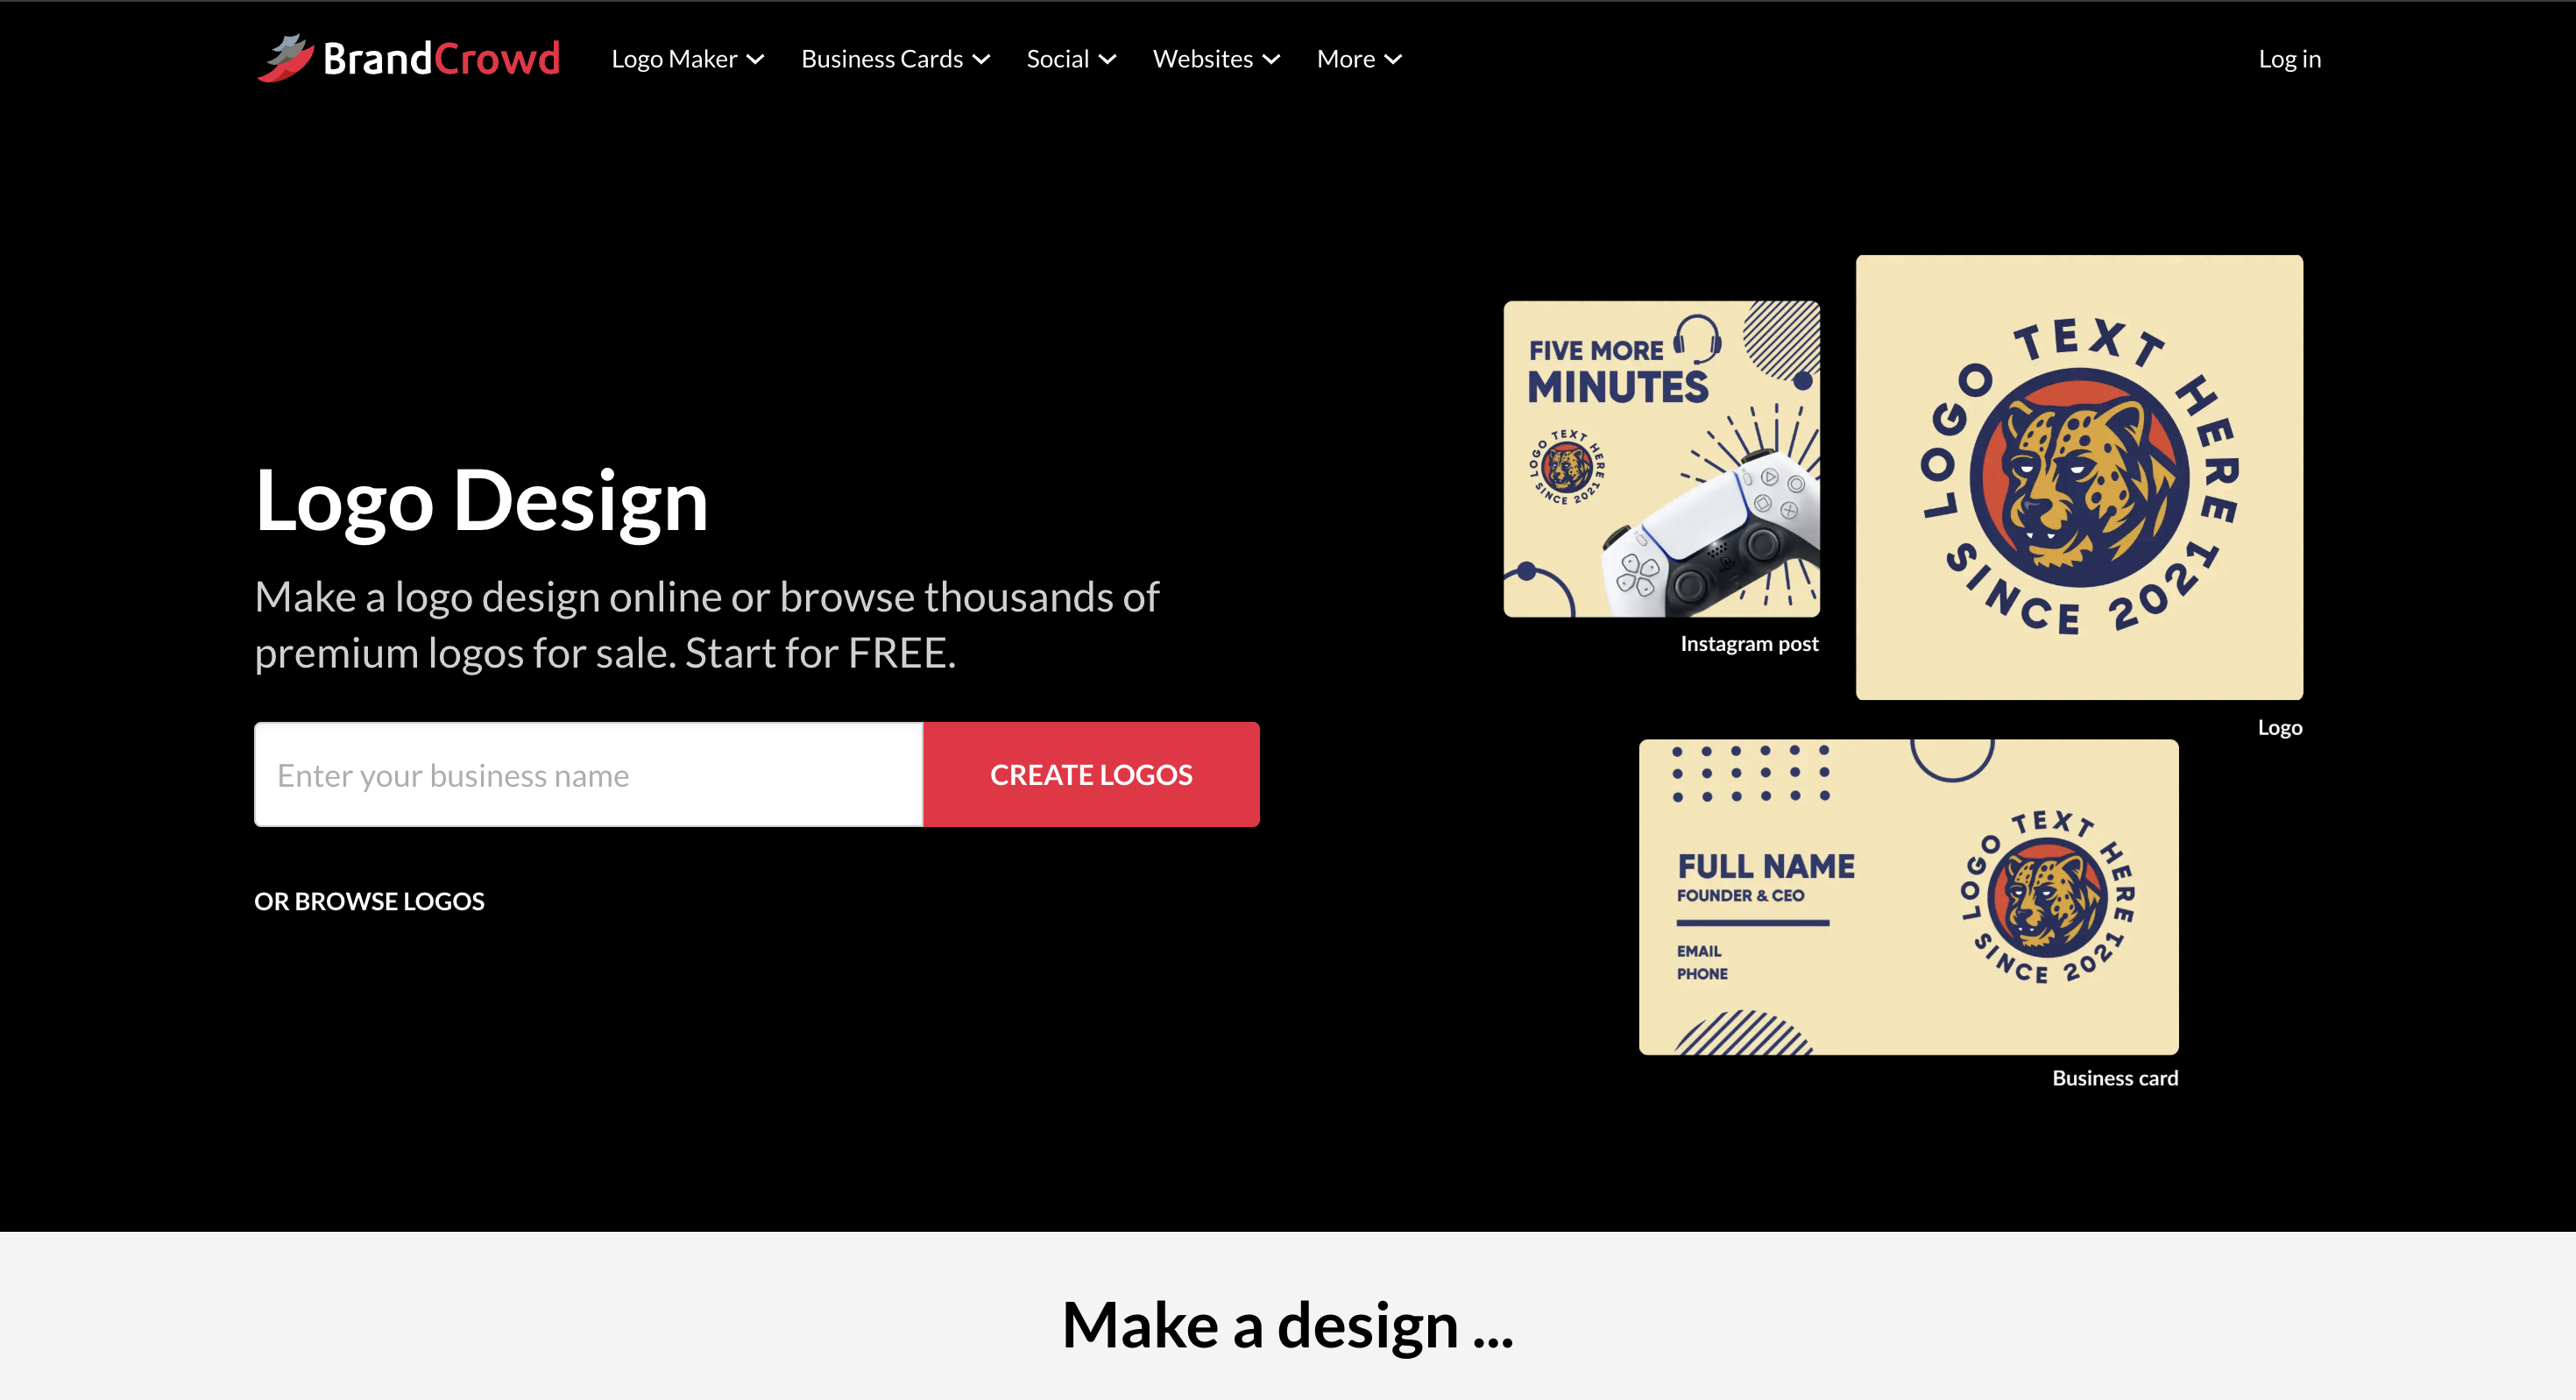 BrandCrowd
Logo Maker
Business Cards
Social
Websites
More
Log in
Logo Design
Make a logo design online or browse thousands of
premium logos for sale. Start for FREE.
Enter your business name
CREATE LOGOS
OR BROWSE LOGOS
FIVE MORE
MINUTES
LOGO TEXT HERE
SINCE 2021
Instagram post
LOGO TEXT HERE
SINCE 2021
Logo
FULL NAME
FOUNDER & CEO
EMAIL
PHONE
LOGO TEXT HERE
SINCE 2021
Business card
Make a design ...